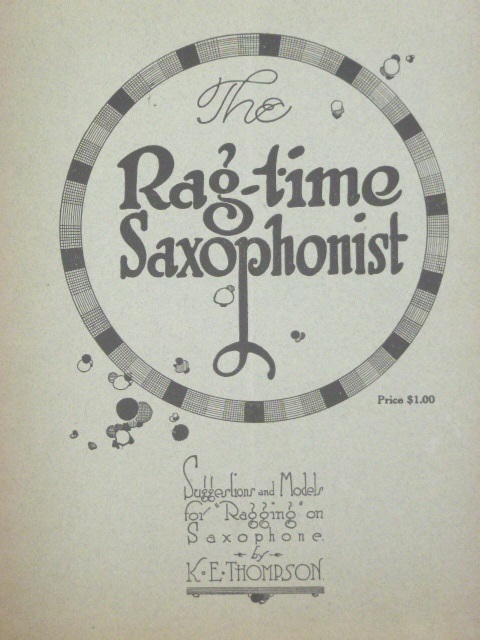 The
Rag-time
Saxophonist
Price $1.00
Suggestions and Models
for "Ragging" on
Saxophone.
by
K·E·THOMPSON.